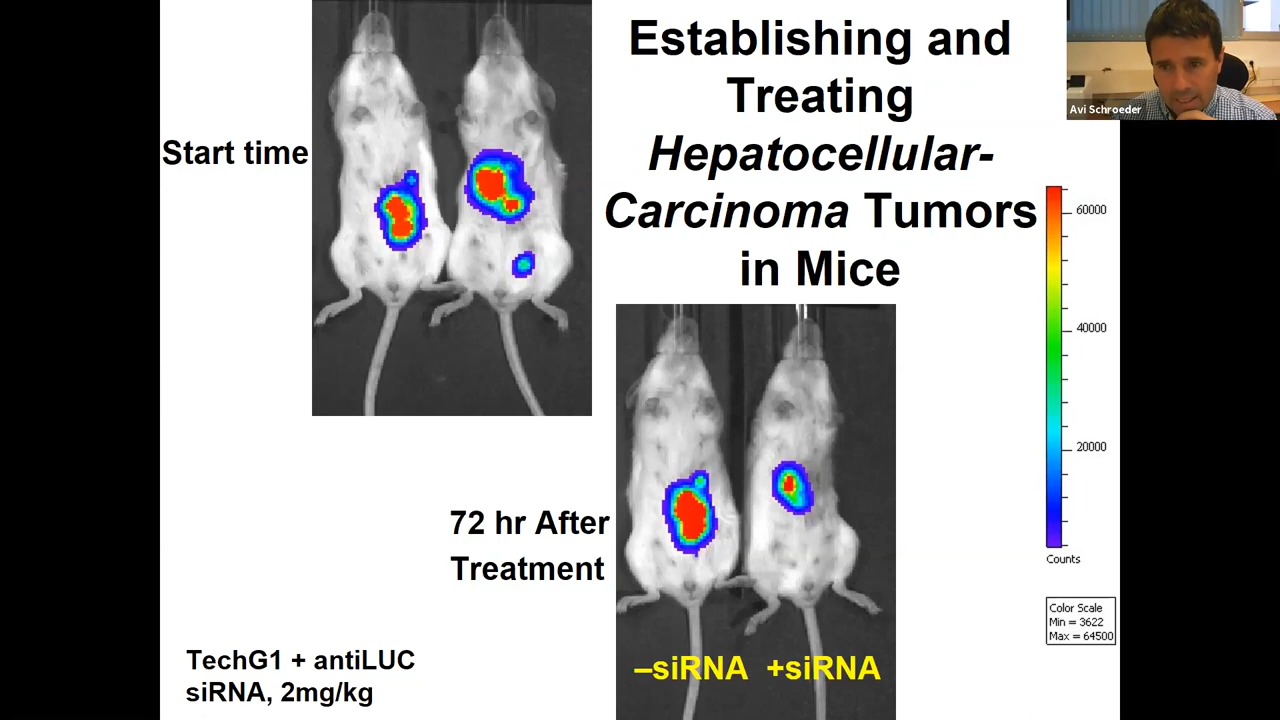 Establishing and
Treating
Hepatocellular-
Carcinoma Tumors
in Mice
Avi Schroeder
Start time
60000
40000
20000
Counts
Color Scale
Min = 3622
Max = 64500
72 hr After
Treatment
–siRNA +siRNA
TechG1 + antiLUC
siRNA, 2mg/kg